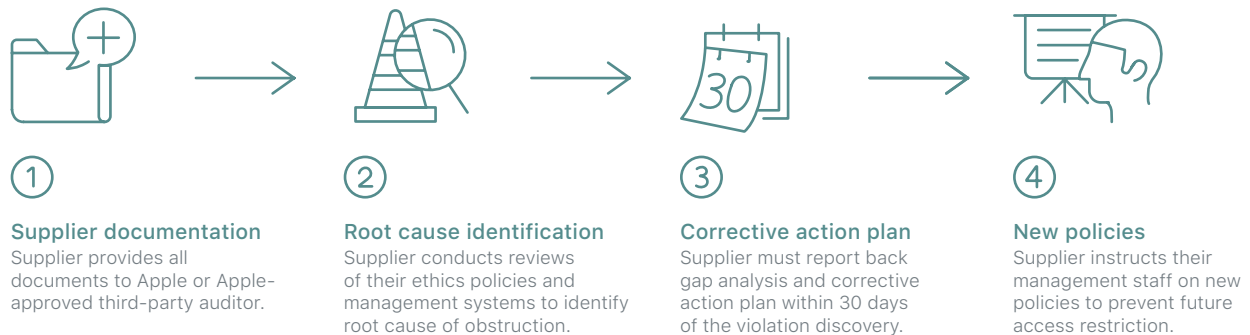 30
1
Supplier documentation
Supplier provides all
documents to Apple or Apple-
approved third-party auditor.
2
Root cause identification
Supplier conducts reviews
of their ethics policies and
management systems to identify
root cause of obstruction.
3
Corrective action plan
Supplier must report back
gap analysis and corrective
action plan within 30 days
of the violation discovery.
4
New policies
Supplier instructs their
management staff on new
policies to prevent future
access restriction.